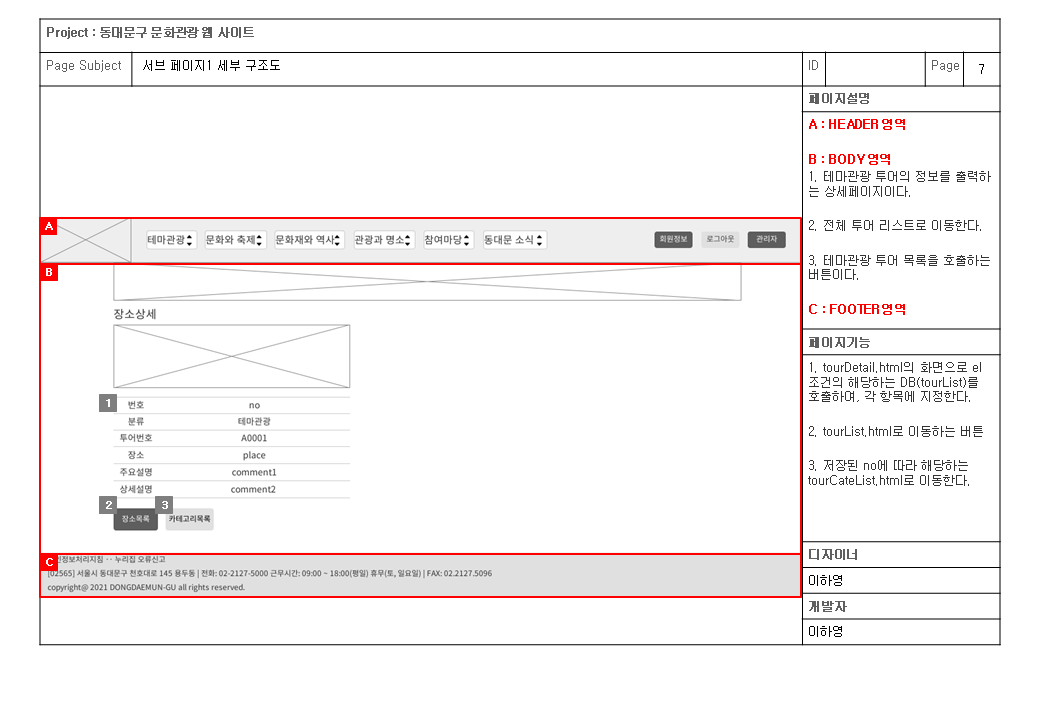 Project : 동대문구 문화관광 웹 사이트
Page Subject 서브 페이지1 세부 구조도 ID Page 7
페이지설명
A : HEADER 영역
B : BODY 영역
1. 테마관광 투어의 정보를 출력하
는 상세페이지이다.
2. 전체 투어 리스트로 이동한다.
3. 테마관광 투어 목록을 호출하는
버튼이다.
C : FOOTER 영역
페이지기능
1. tourDetail.html의 화면으로 el
조건의 해당하는 DB(tourList)를
호출하며, 각 항목에 지정한다.
2. tourList.html로 이동하는 버튼
3. 저장된 no에 따라 해당하는
tourCateList.html로 이동한다.
디자이너
이하영
개발자
이하영
A
테마관광 문화와 축제 문화재와 역사 관광과 명소 참여마당 동대문 소식 회원정보 로그아웃 관리자
B
장소상세
1
번호 no
분류 테마관광
투어번호 A0001
장소 place
주요설명 comment1
상세설명 comment2
2 3
장소목록 카테고리목록
C
인정보처리지침 - - 누리집 오류신고
[02565] 서울시 동대문구 천호대로 145 용두동 | 전화: 02-2127-5000 근무시간: 09:00 ~ 18:00(평일) 휴무(토, 일요일) | FAX: 02.2127.5096
copyright@ 2021 DONGDAEMUN-GU all rights reserved.